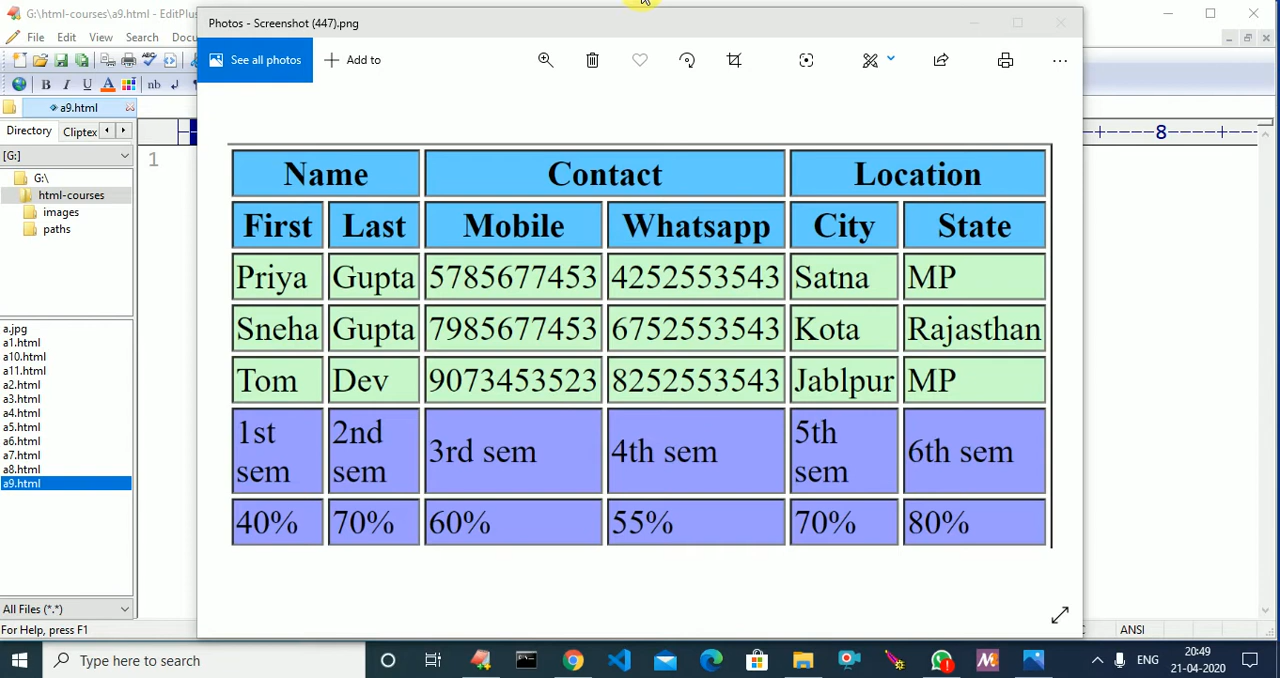 G:\html-courses\a9.html - EditPlus
File Edit View Search Docu
Photos - Screenshot (447).png
See all photos
Add to
B I U A nb
a9.html
Directory Cliptex
[G:]
G:\
html-courses
images
paths
1
8
Name Contact Location
First Last Mobile Whatsapp City State
Priya Gupta 5785677453 4252553543 Satna MP
Sneha Gupta 7985677453 6752553543 Kota Rajasthan
Tom Dev 9073453523 8252553543 Jablpur MP
1st sem 2nd sem 3rd sem 4th sem 5th sem 6th sem
40% 70% 60% 55% 70% 80%
a.jpg
a1.html
a10.html
a11.html
a2.html
a3.html
a4.html
a5.html
a6.html
a7.html
a8.html
a9.html
All Files (*.*)
For Help, press F1
ANSI
Type here to search
ENG
20:49
21-04-2020